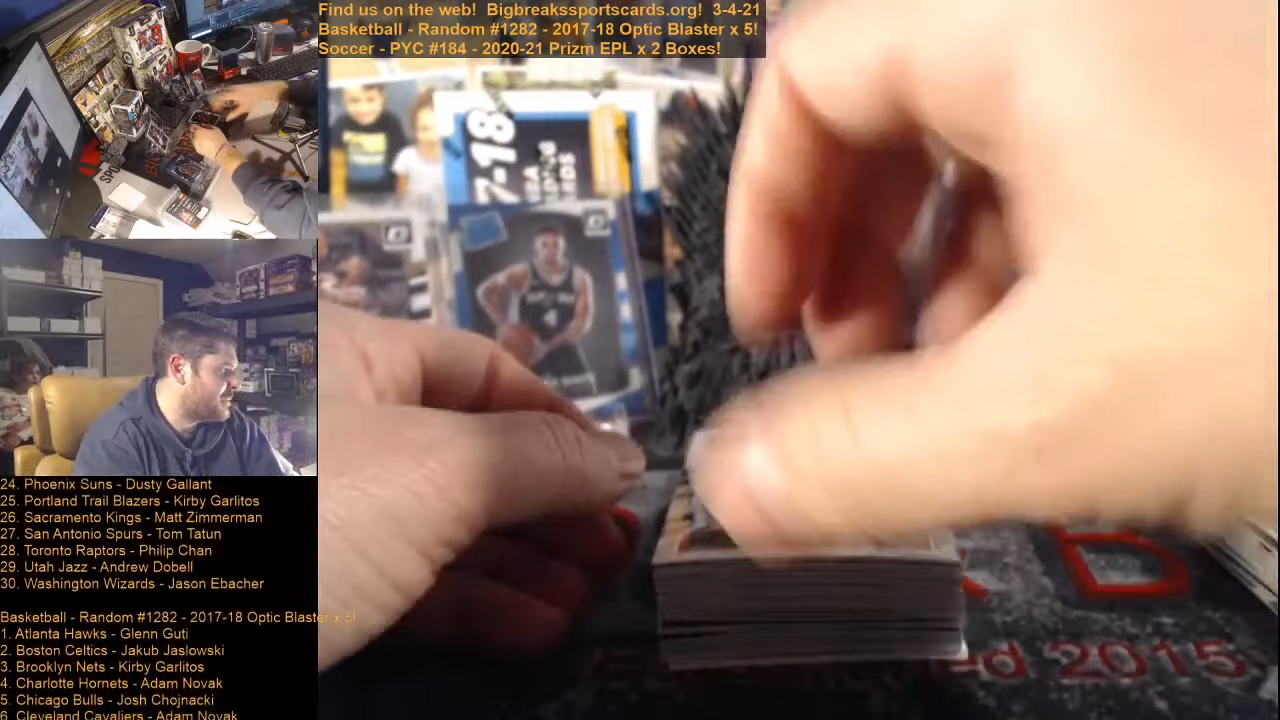 Find us on the web! Bigbreakssportscards.org! 3-4-21
Basketball - Random #1282 - 2017-18 Optic Blaster x 5!
Soccer - PYC #184 - 2020-21 Prizm EPL x 2 Boxes!
7-18
4
24. Phoenix Suns - Dusty Gallant
25. Portland Trail Blazers - Kirby Garlitos
26. Sacramento Kings - Matt Zimmerman
27. San Antonio Spurs - Tom Tatun
28. Toronto Raptors - Philip Chan
29. Utah Jazz - Andrew Dobell
30. Washington Wizards - Jason Ebacher
Basketball - Random #1282 - 2017-18 Optic Blaster x 5!
1. Atlanta Hawks - Glenn Guti
2. Boston Celtics - Jakub Jaslowski
3. Brooklyn Nets - Kirby Garlitos
4. Charlotte Hornets - Adam Novak
5. Chicago Bulls - Josh Chojnacki
6. Cleveland Cavaliers - Adam Novak
B
ed 2015